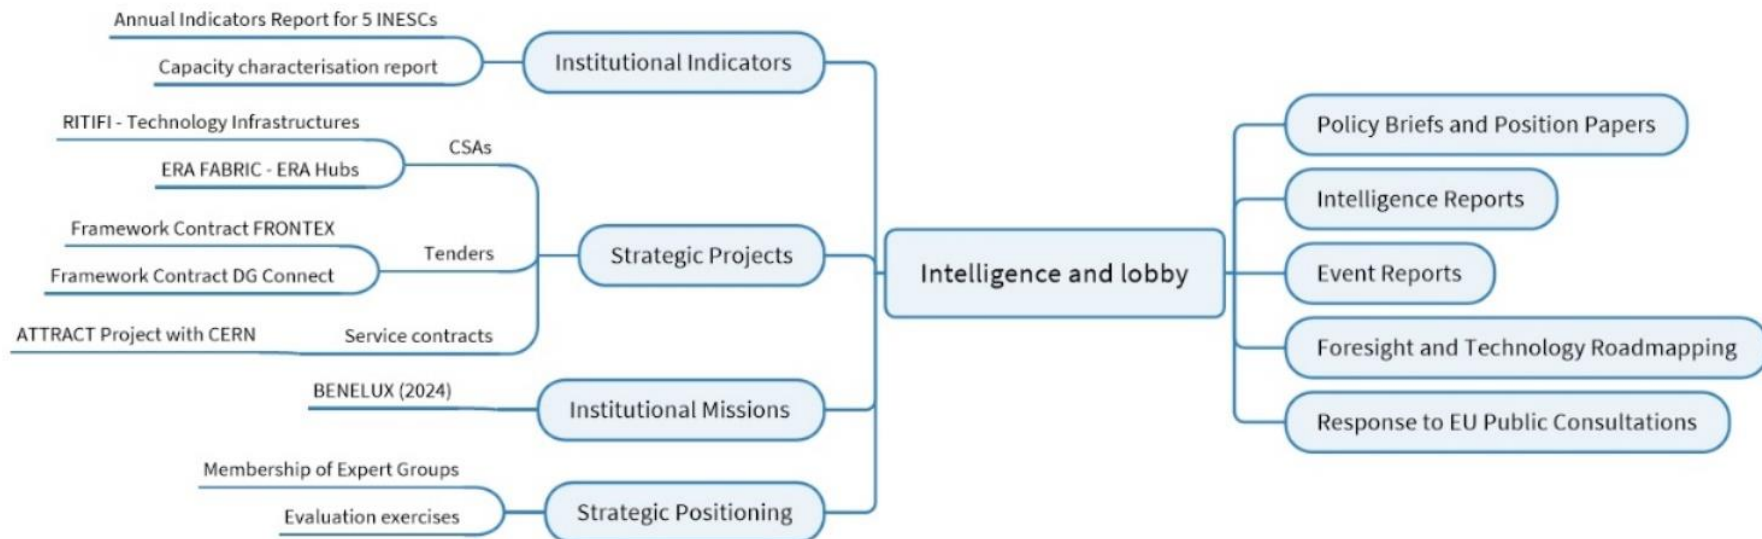 Annual Indicators Report for 5 INESCs
Capacity characterisation report
Institutional Indicators
RITIFI - Technology Infrastructures
ERA FABRIC - ERA Hubs
CSAs
Framework Contract FRONTEX
Framework Contract DG Connect
Tenders
ATTRACT Project with CERN
Service contracts
Strategic Projects
BENELUX (2024)
Institutional Missions
Membership of Expert Groups
Evaluation exercises
Strategic Positioning
Intelligence and lobby
Policy Briefs and Position Papers
Intelligence Reports
Event Reports
Foresight and Technology Roadmapping
Response to EU Public Consultations